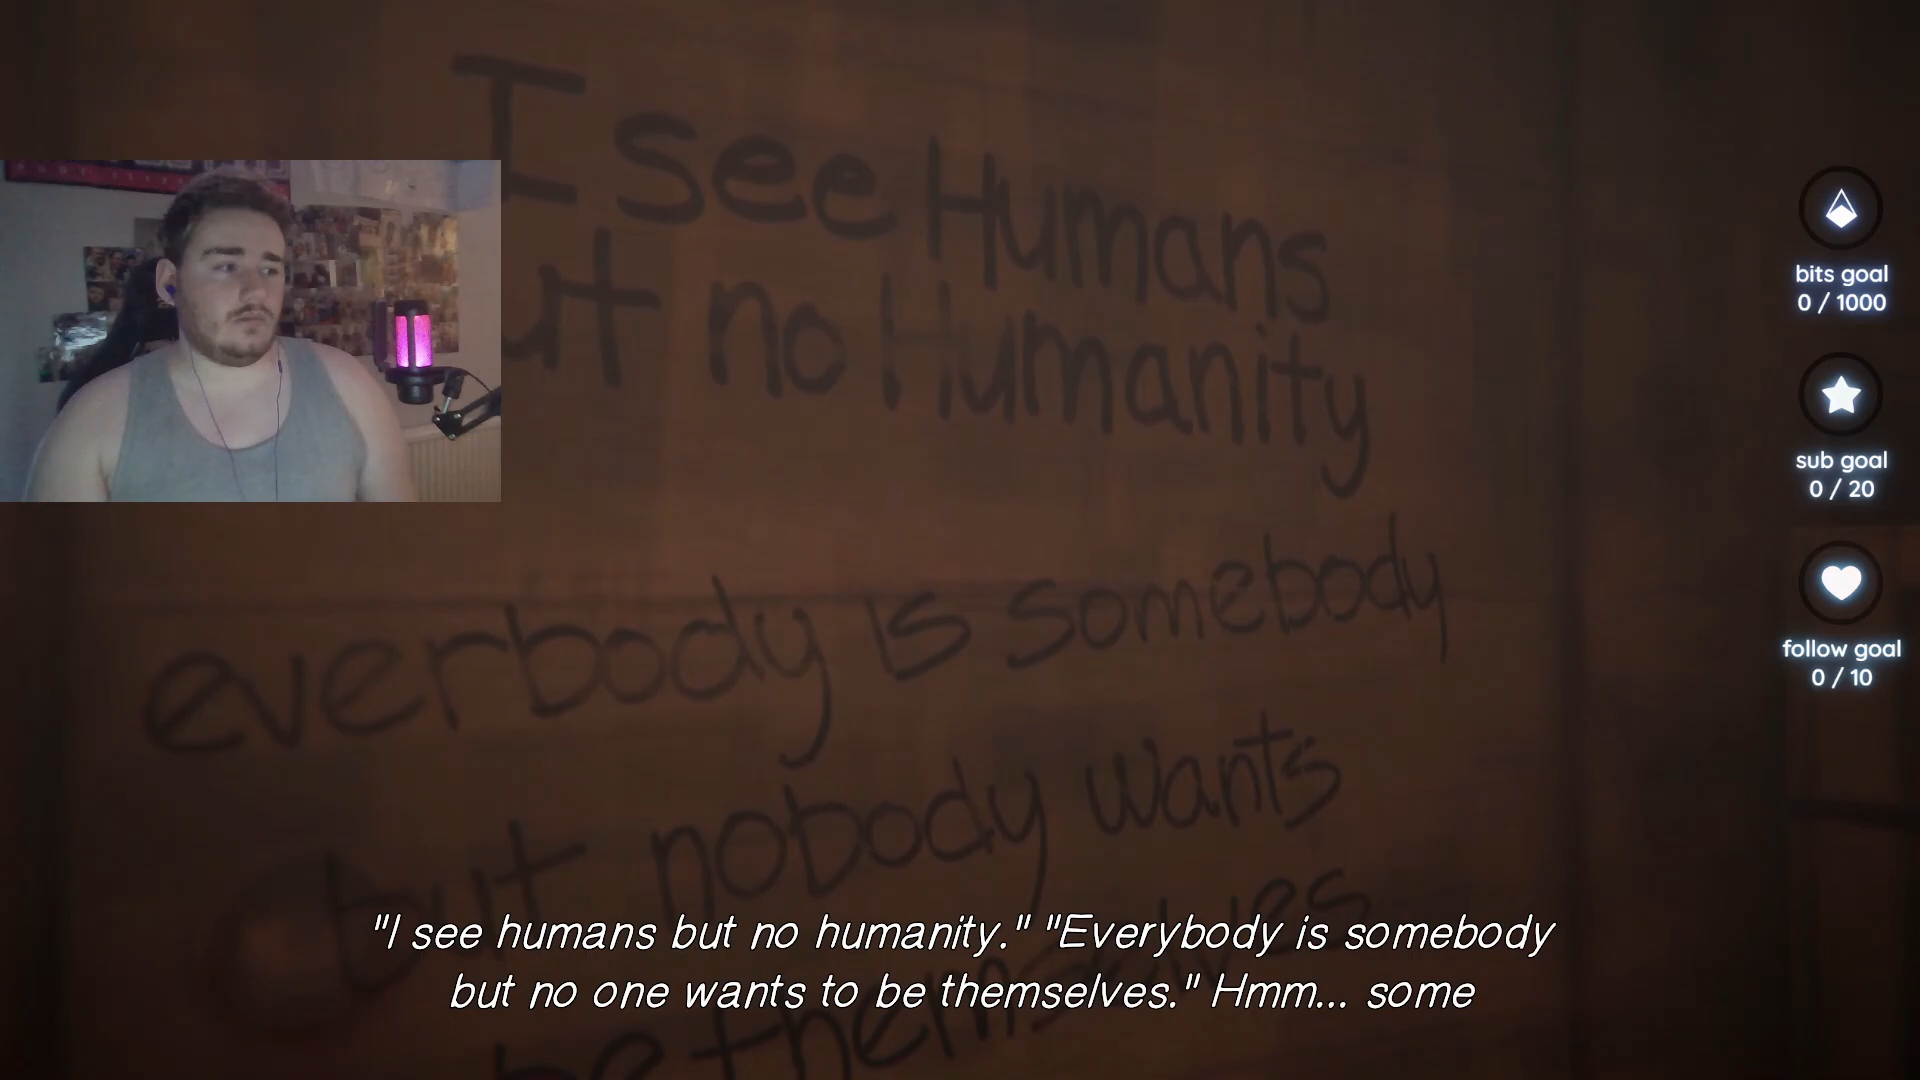 I see Humans
ut no Humanity
everbody is somebody
but nobody wants
be themselves
"I see humans but no humanity." "Everybody is somebody
but no one wants to be themselves." Hmm... some
bits goal
0 / 1000
sub goal
0 / 20
follow goal
0 / 10